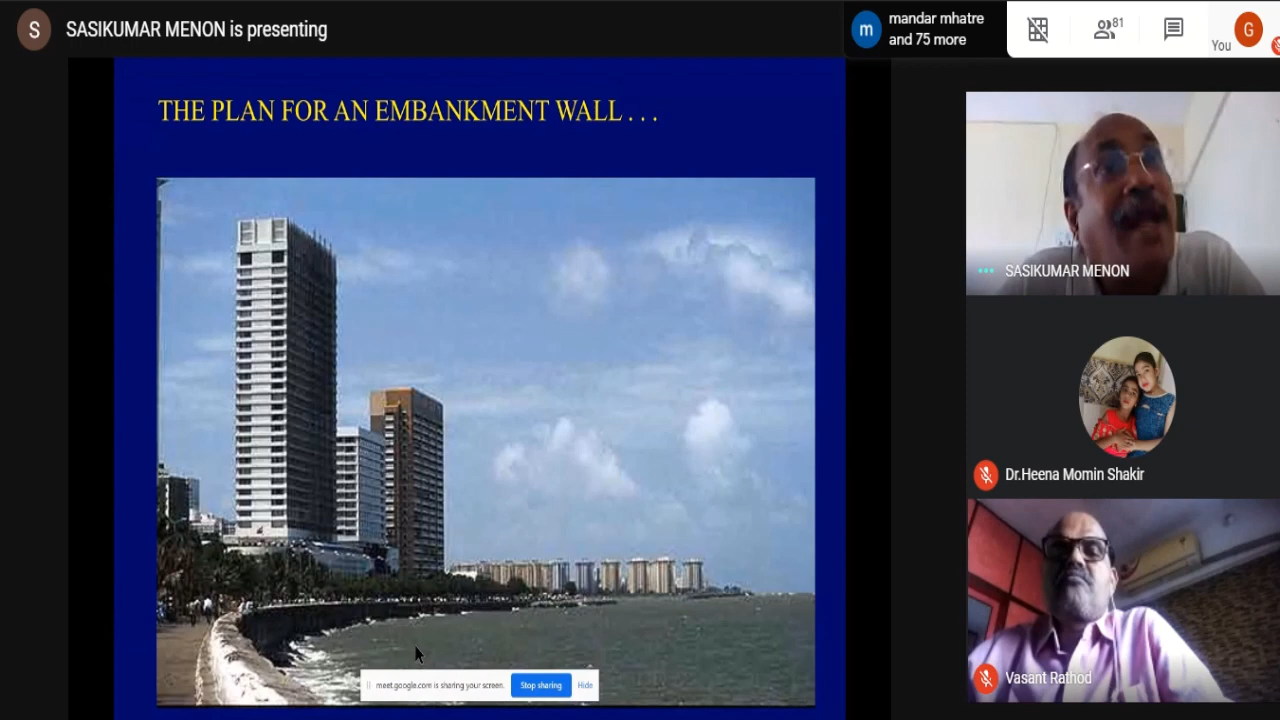 S
SASIKUMAR MENON is presenting
m
mandar mhatre
and 75 more
81
You
G
THE PLAN FOR AN EMBANKMENT WALL . . .
SASIKUMAR MENON
Dr.Heena Momin Shakir
Vasant Rathod
meet.google.com is sharing your screen.
Stop sharing
Hide